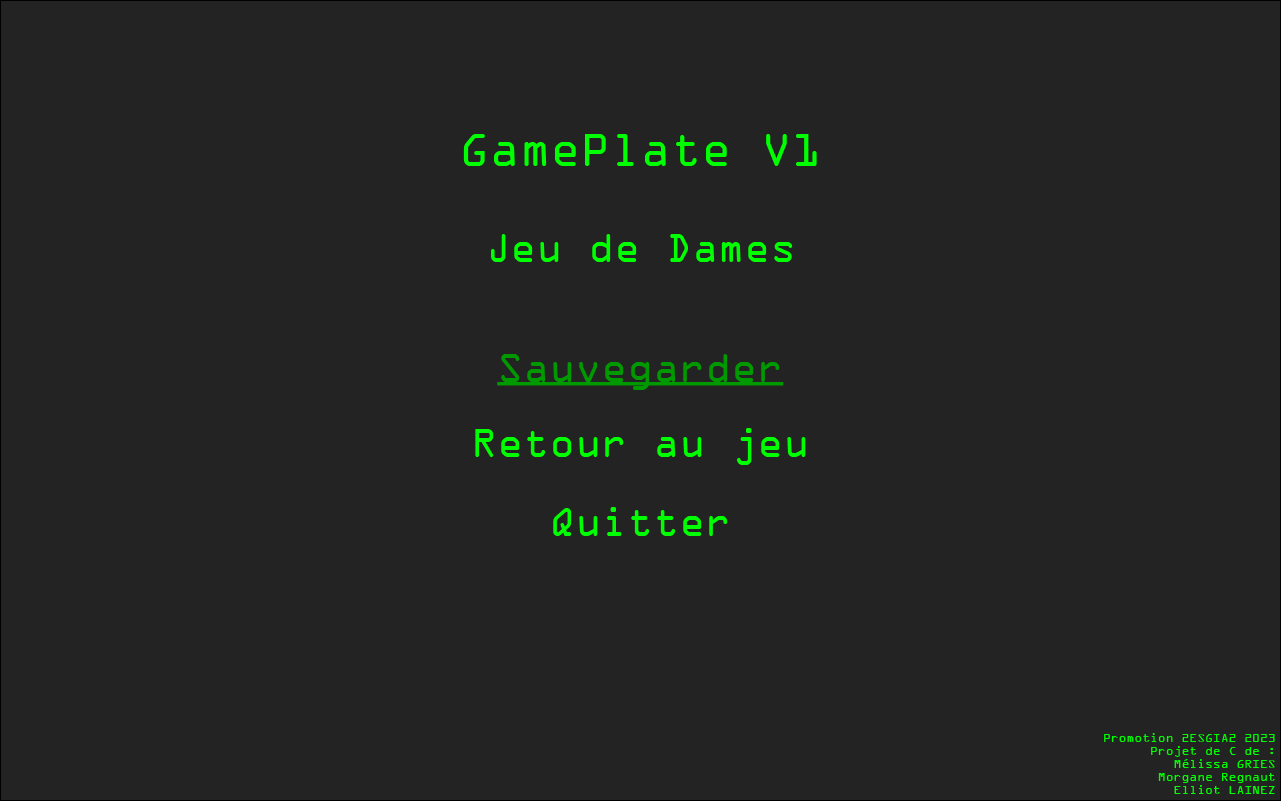 GamePlate V1
Jeu de Dames
Sauvegarder
Retour au jeu
Quitter
Promotion 2ESGIA2 2023
Projet de C de :
Mélissa GRIES
Morgane Regnaut
Elliot LAINEZ